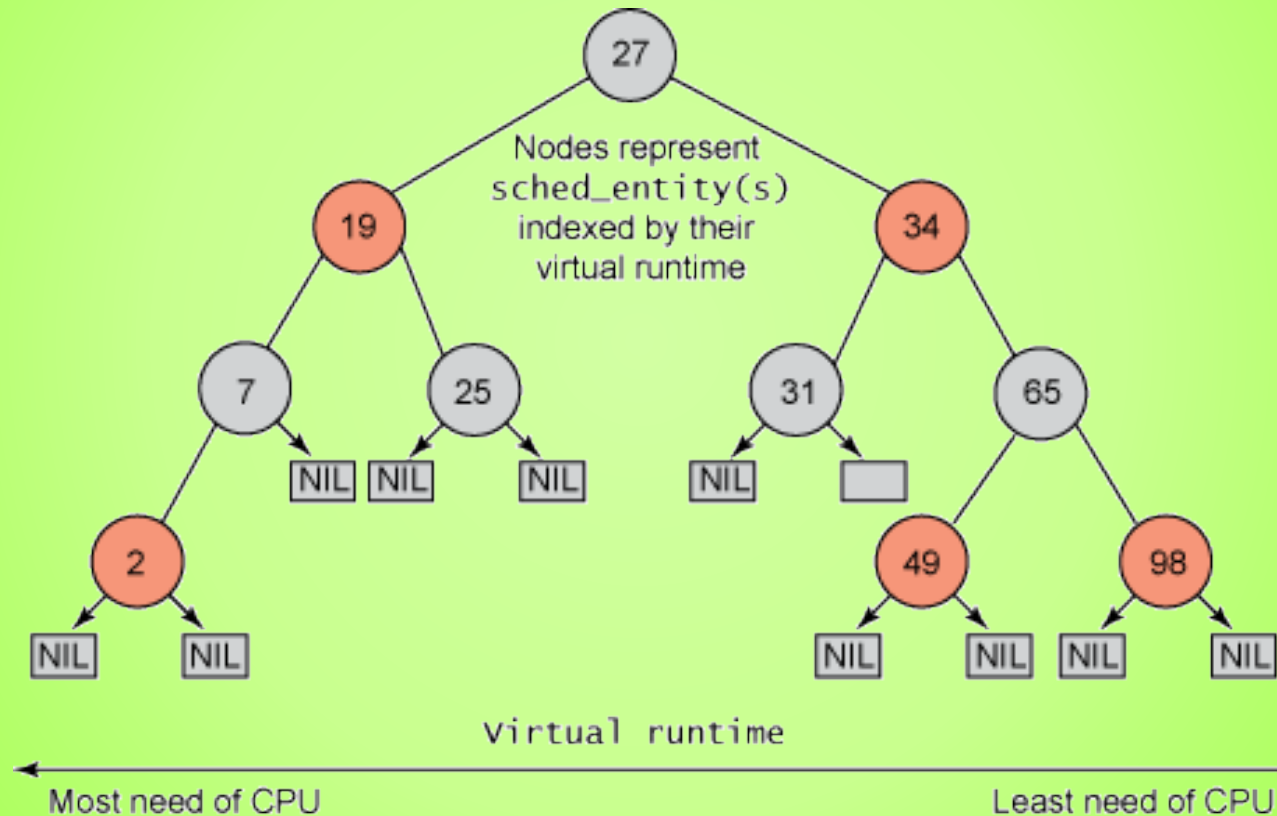 27
Nodes represent
sched_entity(s)
indexed by their
virtual runtime
19
34
7
25
31
65
NIL
NIL
NIL
NIL
2
49
98
NIL
NIL
NIL
NIL
NIL
NIL
Virtual runtime
Most need of CPU
Least need of CPU